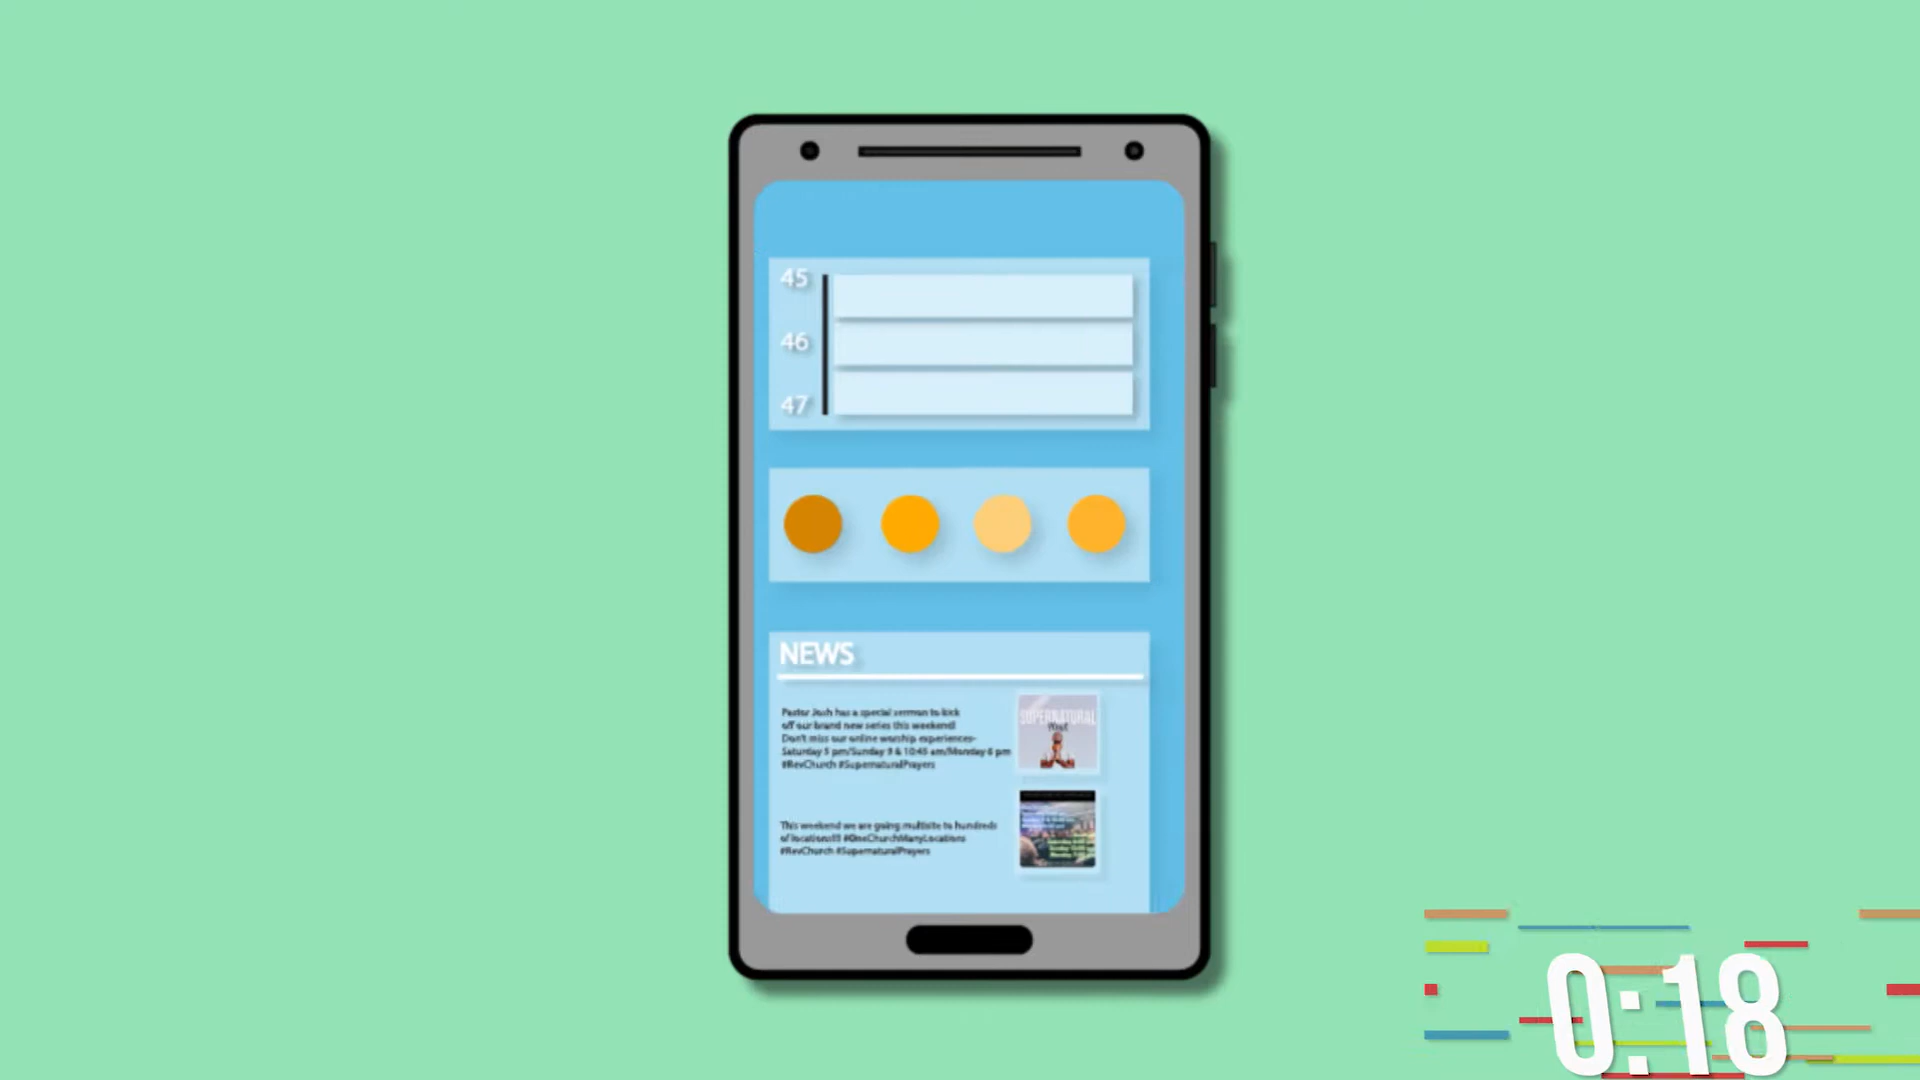 45
46
47
NEWS
Pastor Josh has a special sermon to kick
off our brand new series this weekend!
Don't miss our online worship experiences-
Saturday 5 pm/Sunday 9 & 10:45 am/Monday 6 pm
#RevChurch #SupernaturalPrayers
SUPERNATURAL
This weekend we are going multisite to hundreds
of locations!!! #OneChurchManyLocations
#RevChurch #SupernaturalPrayers
0:18